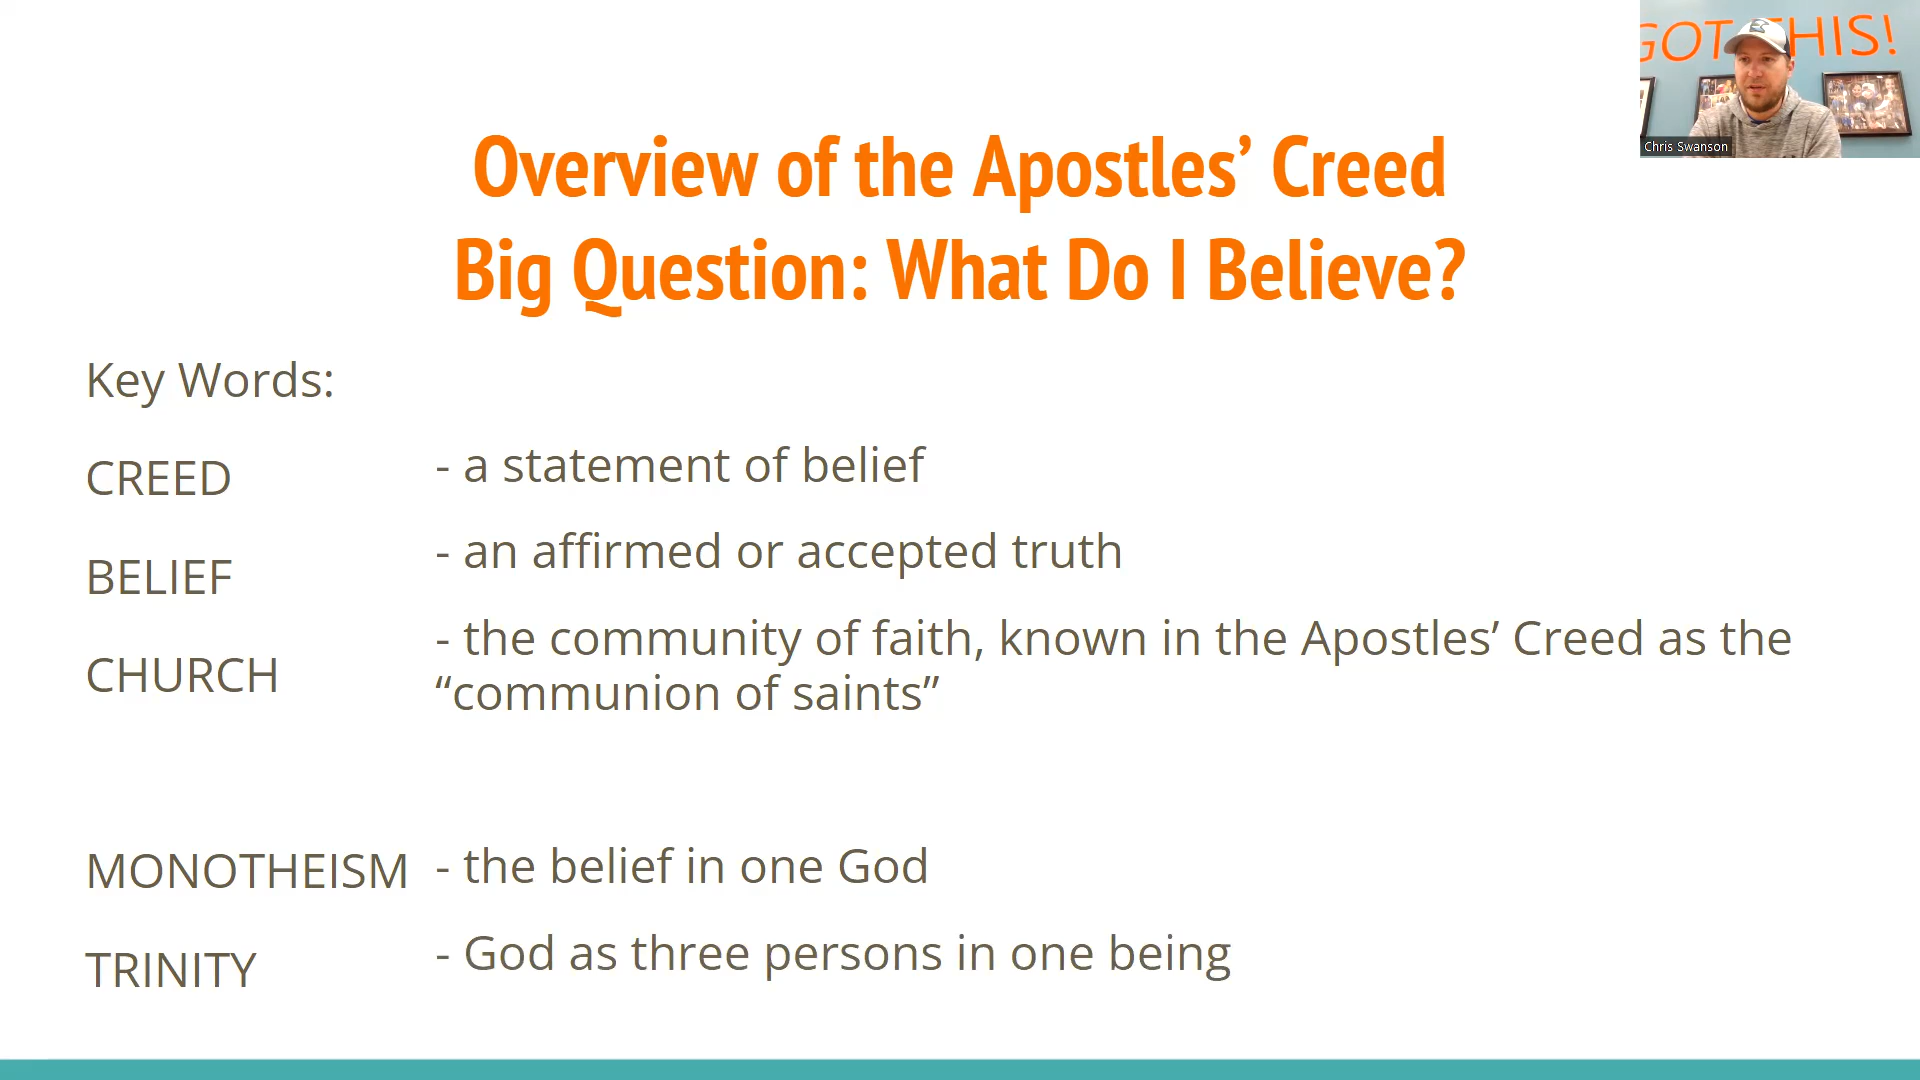 GOT THIS!
Chris Swanson
Overview of the Apostles’ Creed
Big Question: What Do I Believe?
Key Words:
CREED - a statement of belief
BELIEF - an affirmed or accepted truth
CHURCH - the community of faith, known in the Apostles’ Creed as the
“communion of saints”
MONOTHEISM - the belief in one God
TRINITY - God as three persons in one being